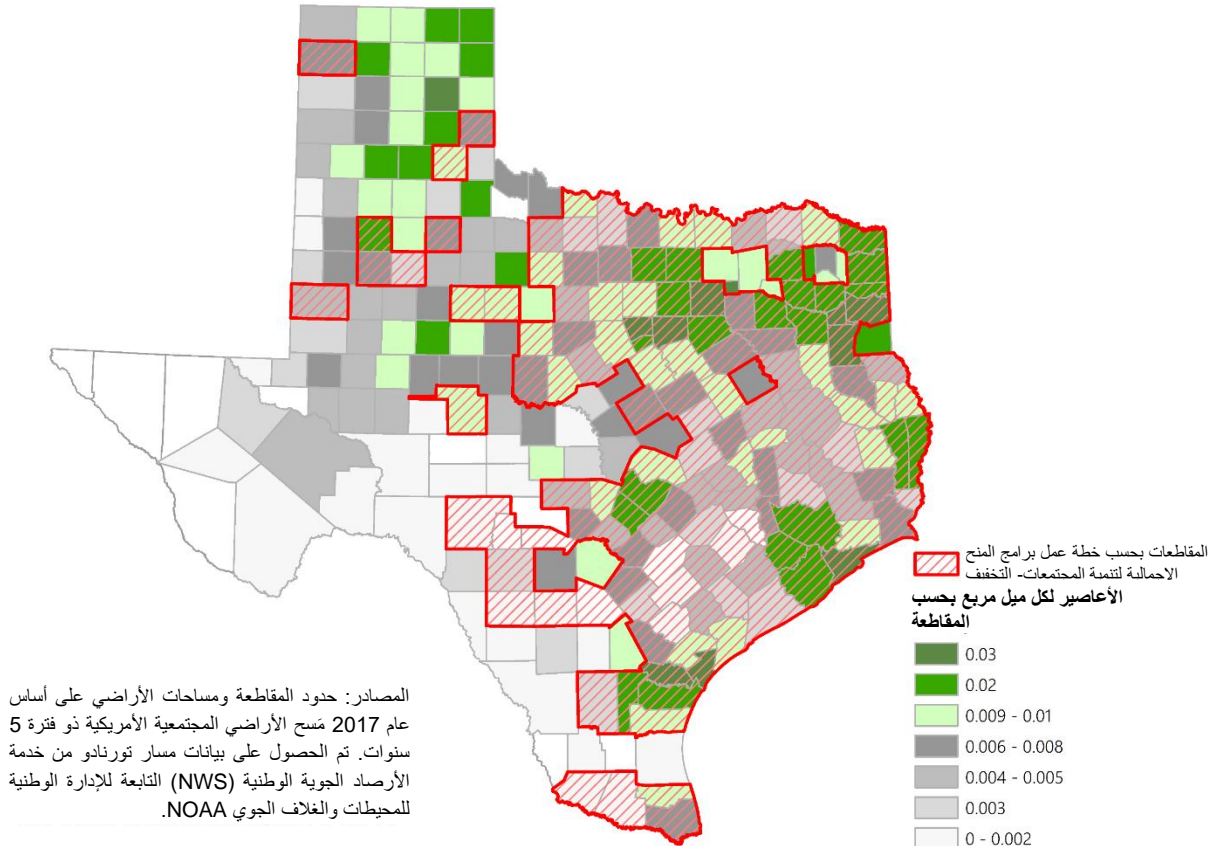 المقاطعات بحسب خطة عمل برامج المنح
الاجمالية لتنمية المجتمعات- التخفيف
الأعاصير لكل ميل مربع بحسب
المقاطعة
0.03
0.02
0.009 - 0.01
0.006 - 0.008
0.004 - 0.005
0.003
0 - 0.002
المصادر: حدود المقاطعة ومساحات الأراضي على أساس
عام 2017 مَسح الأراضي المجتمعية الأمريكية ذو فترة 5
سنوات. تم الحصول على بيانات مسار تورنادو من خدمة
الأرصاد الجوية الوطنية (NWS) التابعة للإدارة الوطنية
للمحيطات والغلاف الجوي NOAA.